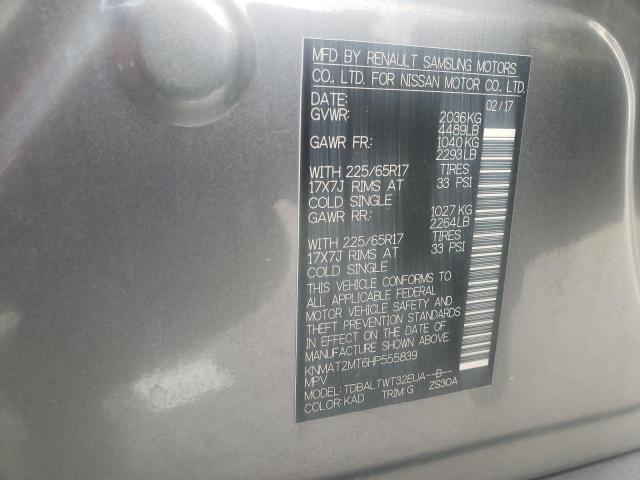 MFD BY RENAULT SAMSUNG MOTORS
CO., LTD. FOR NISSAN MOTOR CO., LTD.
DATE: 02/17
GVWR: 2036KG
4489LB
GAWR FR: 1040KG
2293LB
WITH 225/65R17 TIRES
17X7J RIMS AT 33 PSI
COLD SINGLE
GAWR RR: 1027KG
2264LB
WITH 225/65R17 TIRES
17X7J RIMS AT 33 PSI
COLD SINGLE
THIS VEHICLE CONFORMS TO
ALL APPLICABLE FEDERAL
MOTOR VEHICLE SAFETY AND
THEFT PREVENTION STANDARDS
IN EFFECT ON THE DATE OF
MANUFACTURE SHOWN ABOVE.
KNMAT2MT6HP555839
MPV
MODEL: TDBALTWT32EUA--B--
COLOR: KAD TRIM: G ZS30A